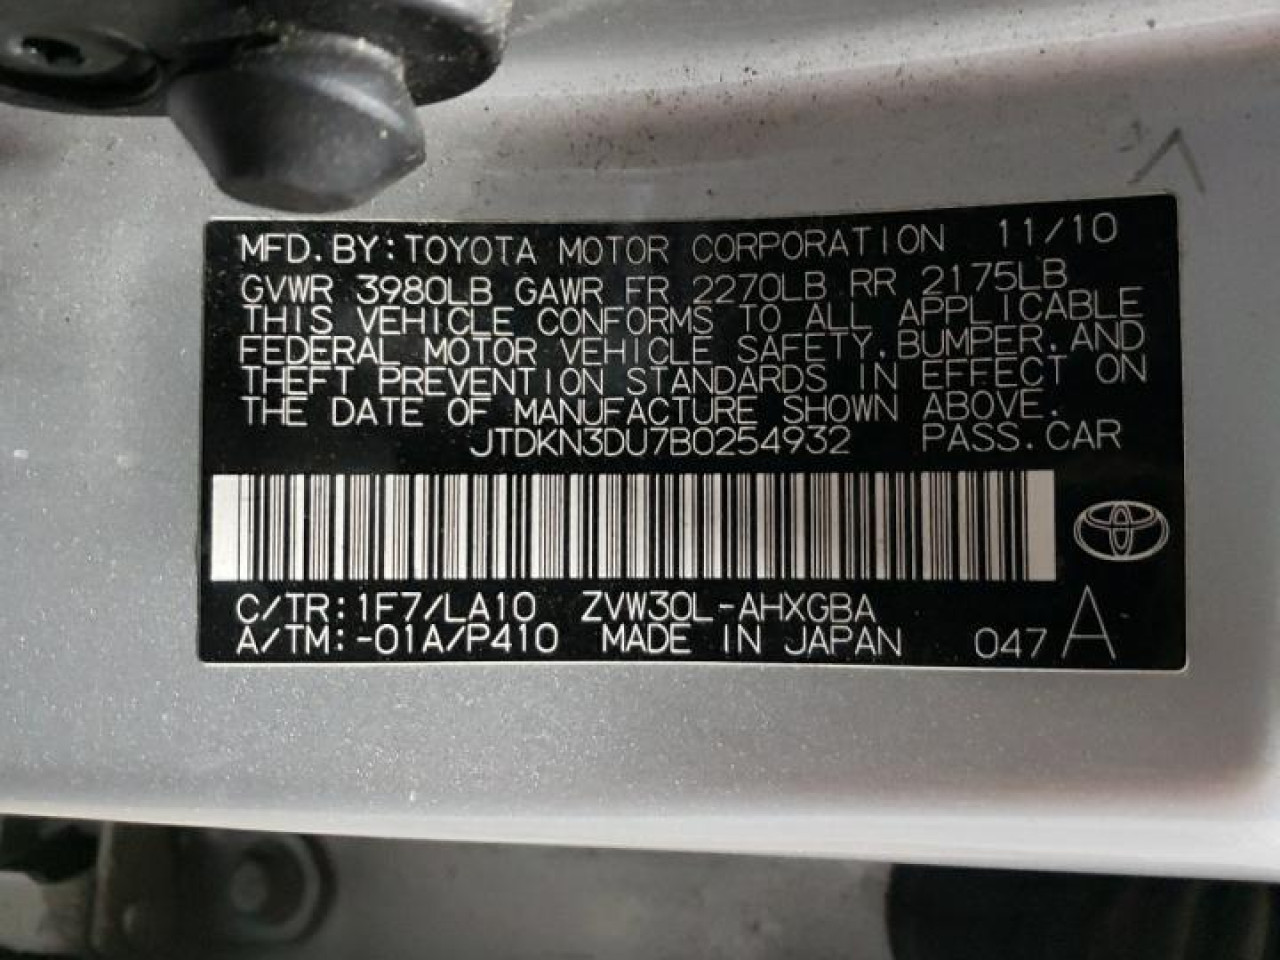 MFD.BY:TOYOTA MOTOR CORPORATION 11/10
GVWR 3980LB GAWR FR 2270LB RR 2175LB
THIS VEHICLE CONFORMS TO ALL APPLICABLE
FEDERAL MOTOR VEHICLE SAFETY,BUMPER,AND
THEFT PREVENTION STANDARDS IN EFFECT ON
THE DATE OF MANUFACTURE SHOWN ABOVE.
JTDKN3DU7B0254932 PASS.CAR
C/TR:1F7/LA10 ZVW30L-AHXGBA
A/TM:-01A/P410 MADE IN JAPAN 047 A